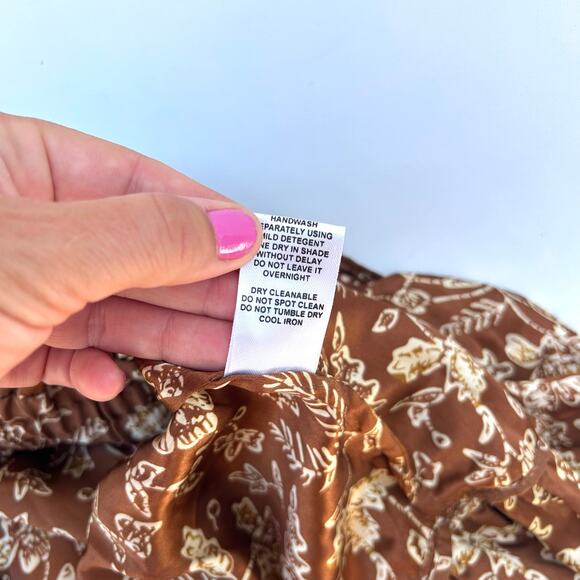 HANDWASH
EPARATELY USING
MILD DETEGENT
NE DRY IN SHADE
WITHOUT DELAY
DO NOT LEAVE IT
OVERNIGHT
DRY CLEANABLE
DO NOT SPOT CLEAN
DO NOT TUMBLE DRY
COOL IRON